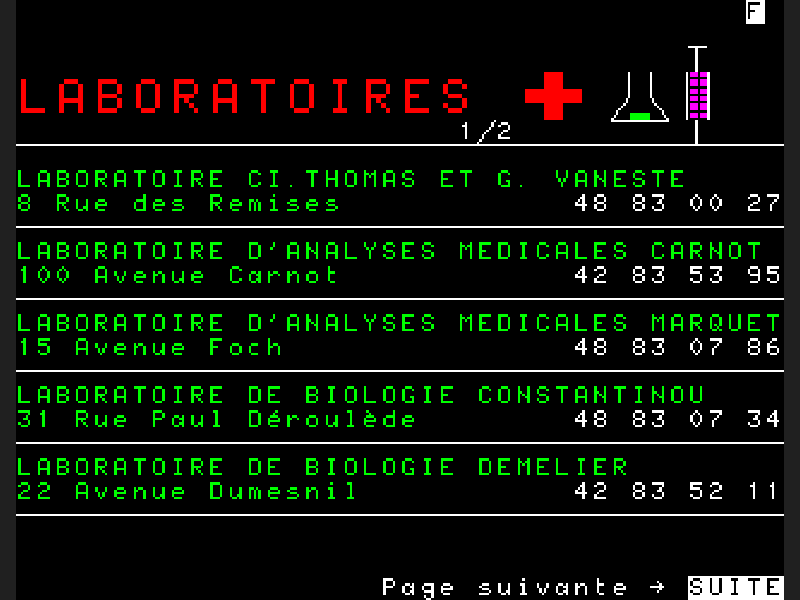 F
LABORATOIRES
1/2
LABORATOIRE CI.THOMAS ET G. VANESTE
8 Rue des Remises 48 83 00 27
LABORATOIRE D'ANALYSES MEDICALES CARNOT
100 Avenue Carnot 42 83 53 95
LABORATOIRE D'ANALYSES MEDICALES MARQUET
15 Avenue Foch 48 83 07 86
LABORATOIRE DE BIOLOGIE CONSTANTINOU
31 Rue Paul Déroulède 48 83 07 34
LABORATOIRE DE BIOLOGIE DEMELIER
22 Avenue Dumesnil 42 83 52 11
Page suivante → SUITE